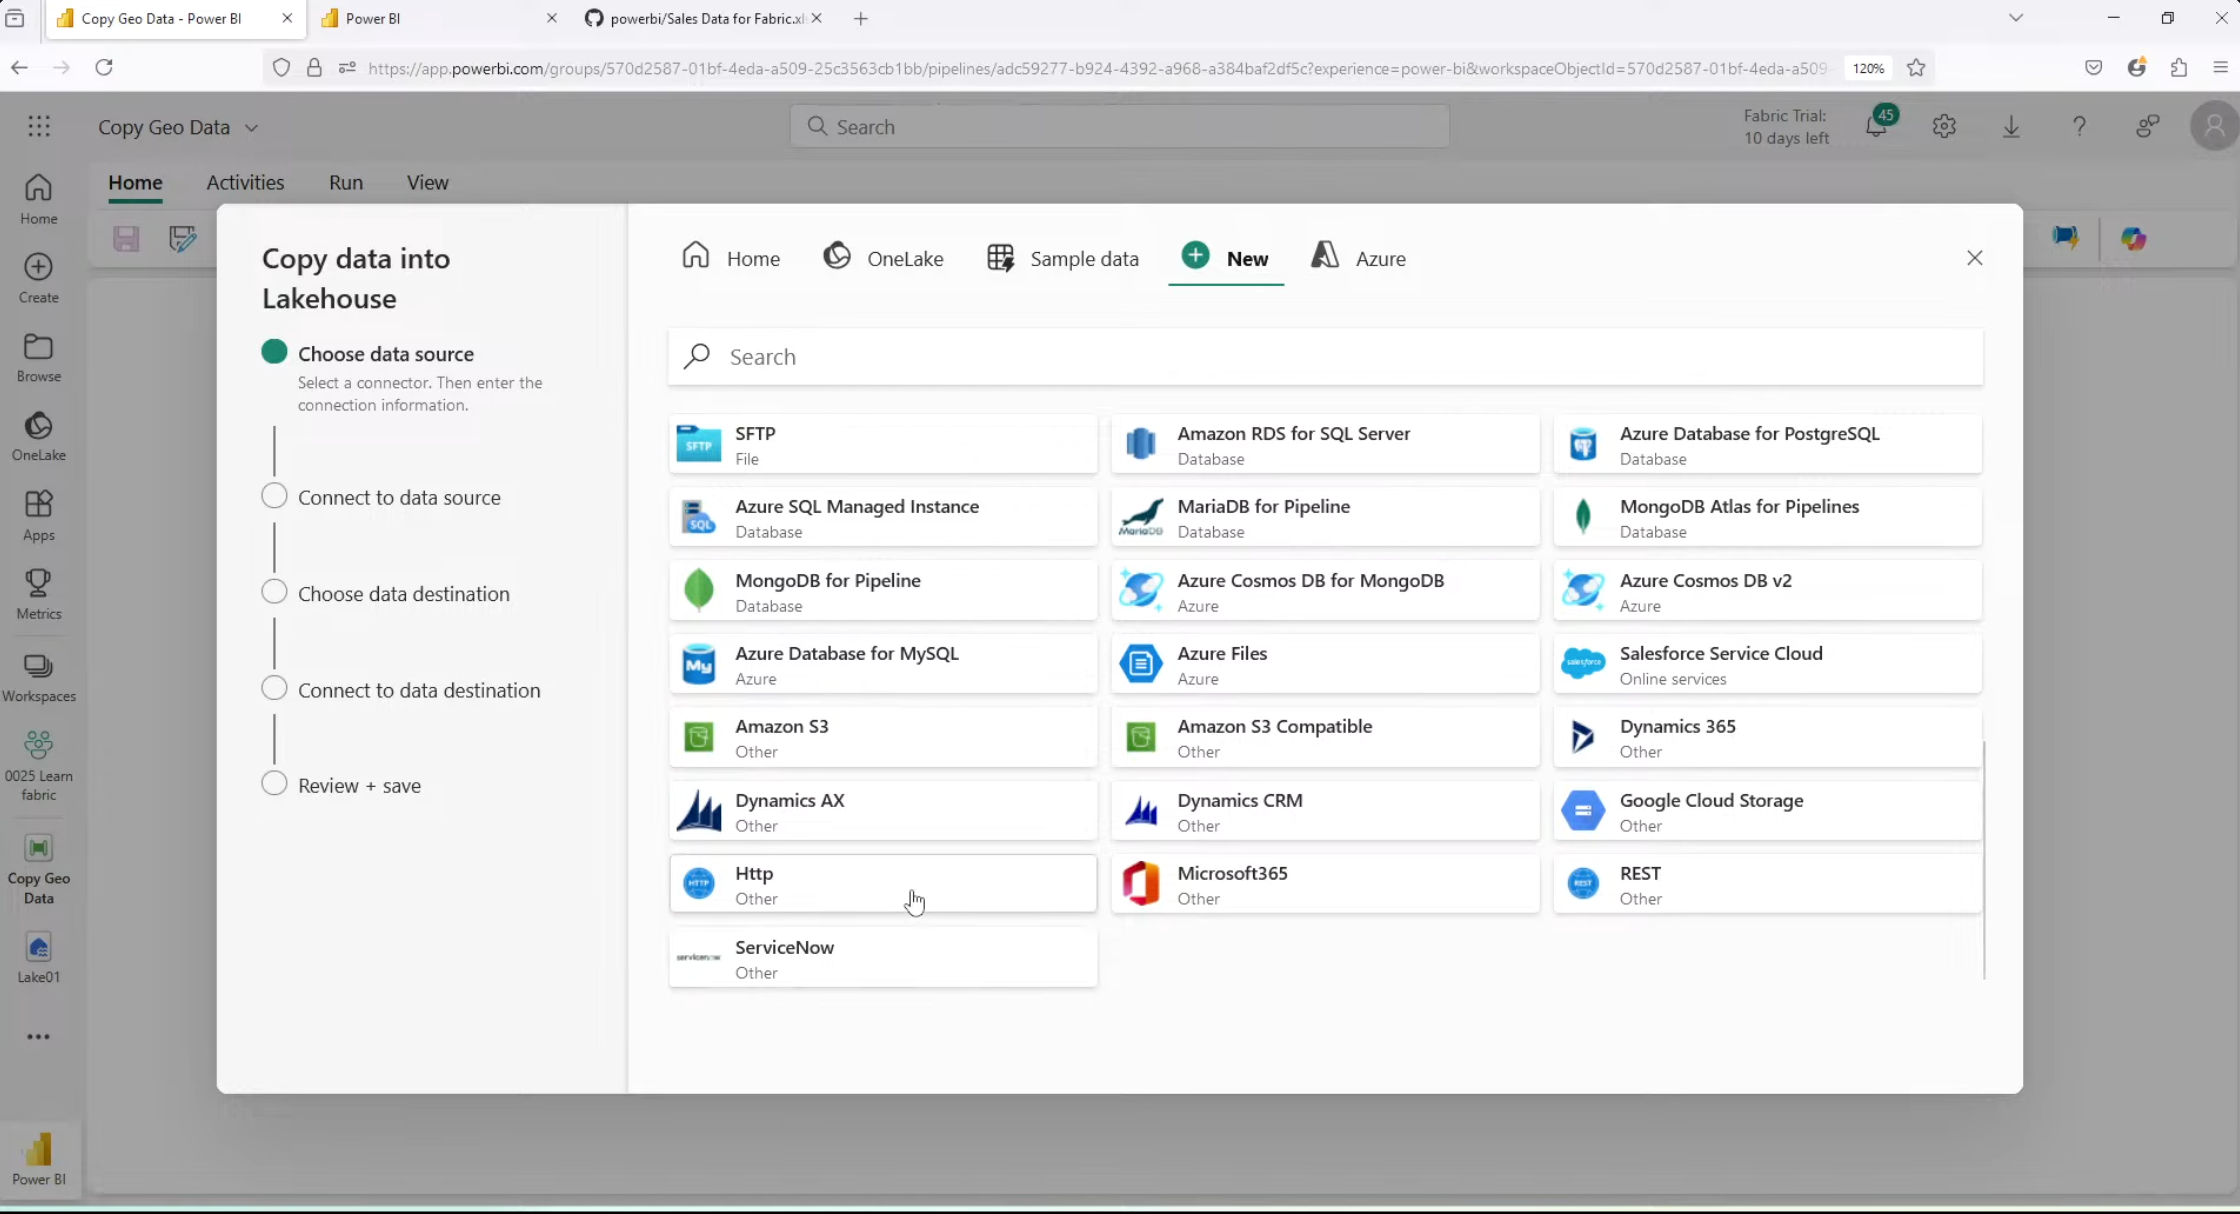 Copy Geo Data - Power BI
Power BI
powerbi/Sales Data for Fabric.xl
https://app.powerbi.com/groups/570d2587-01bf-4eda-a509-25c3563cb1bb/pipelines/adc59277-b924-4392-a968-a384baf2df5c?experience=power-bi&workspaceObjectId=570d2587-01bf-4eda-a509-
120%
Copy Geo Data
Search
Fabric Trial:
10 days left
45
Home
Activities
Run
View
Home
Create
Browse
OneLake
Apps
Metrics
Workspaces
0025 Learn
fabric
Copy Geo
Data
Lake01
Power BI
Copy data into
Lakehouse
Choose data source
Select a connector. Then enter the
connection information.
Connect to data source
Choose data destination
Connect to data destination
Review + save
Home
OneLake
Sample data
New
Azure
Search
SFTP
SFTP
File
Amazon RDS for SQL Server
Database
Azure Database for PostgreSQL
Database
SQL
Azure SQL Managed Instance
Database
MariaDB
MariaDB for Pipeline
Database
MongoDB Atlas for Pipelines
Database
MongoDB for Pipeline
Database
Azure Cosmos DB for MongoDB
Azure
Azure Cosmos DB v2
Azure
My
Azure Database for MySQL
Azure
Azure Files
Azure
salesforce
Salesforce Service Cloud
Online services
Amazon S3
Other
Amazon S3 Compatible
Other
Dynamics 365
Other
Dynamics AX
Other
Dynamics CRM
Other
Google Cloud Storage
Other
HTTP
Http
Other
Microsoft365
Other
REST
REST
Other
servicenow
ServiceNow
Other